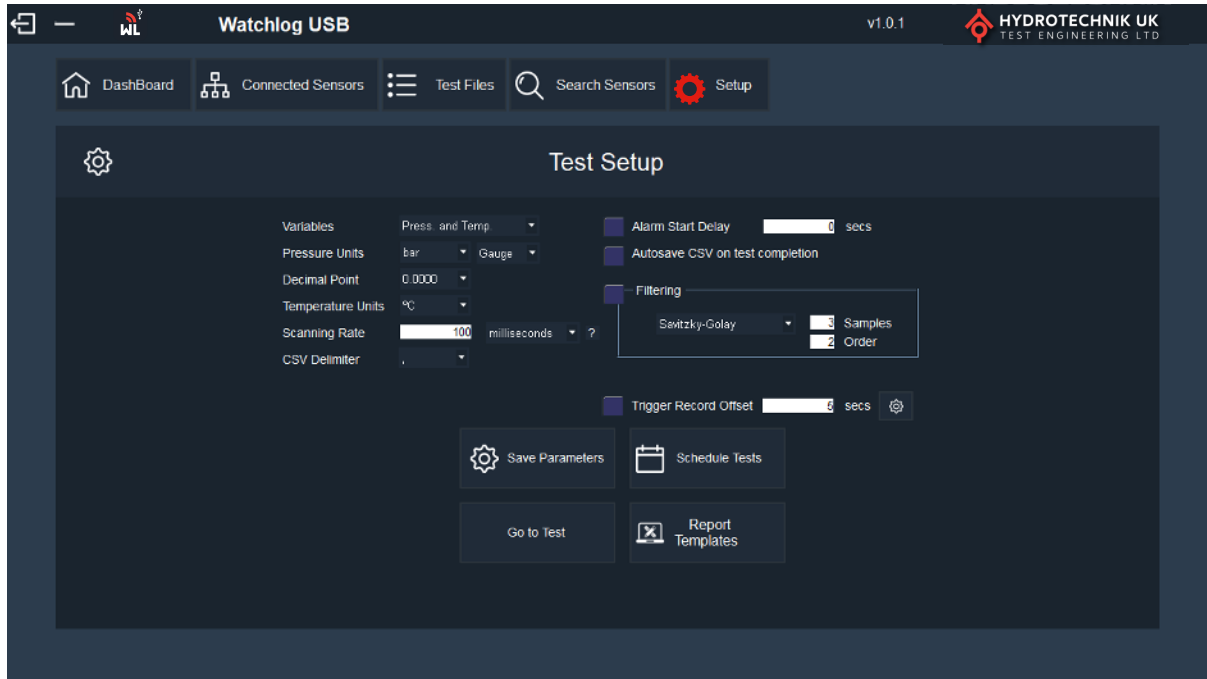 WL Watchlog USB v1.0.1 HYDROTECHNIK UK
TEST ENGINEERING LTD
DashBoard Connected Sensors Test Files Search Sensors Setup
Test Setup
Variables Press. and Temp. Alarm Start Delay 0 secs
Pressure Units bar Gauge Autosave CSV on test completion
Decimal Point 0.0000 Filtering
Temperature Units °C
Savitzky-Golay 3 Samples
Scanning Rate 100 milliseconds ? 2 Order
CSV Delimiter ,
Trigger Record Offset 5 secs
Save Parameters Schedule Tests
Go to Test Report
Templates